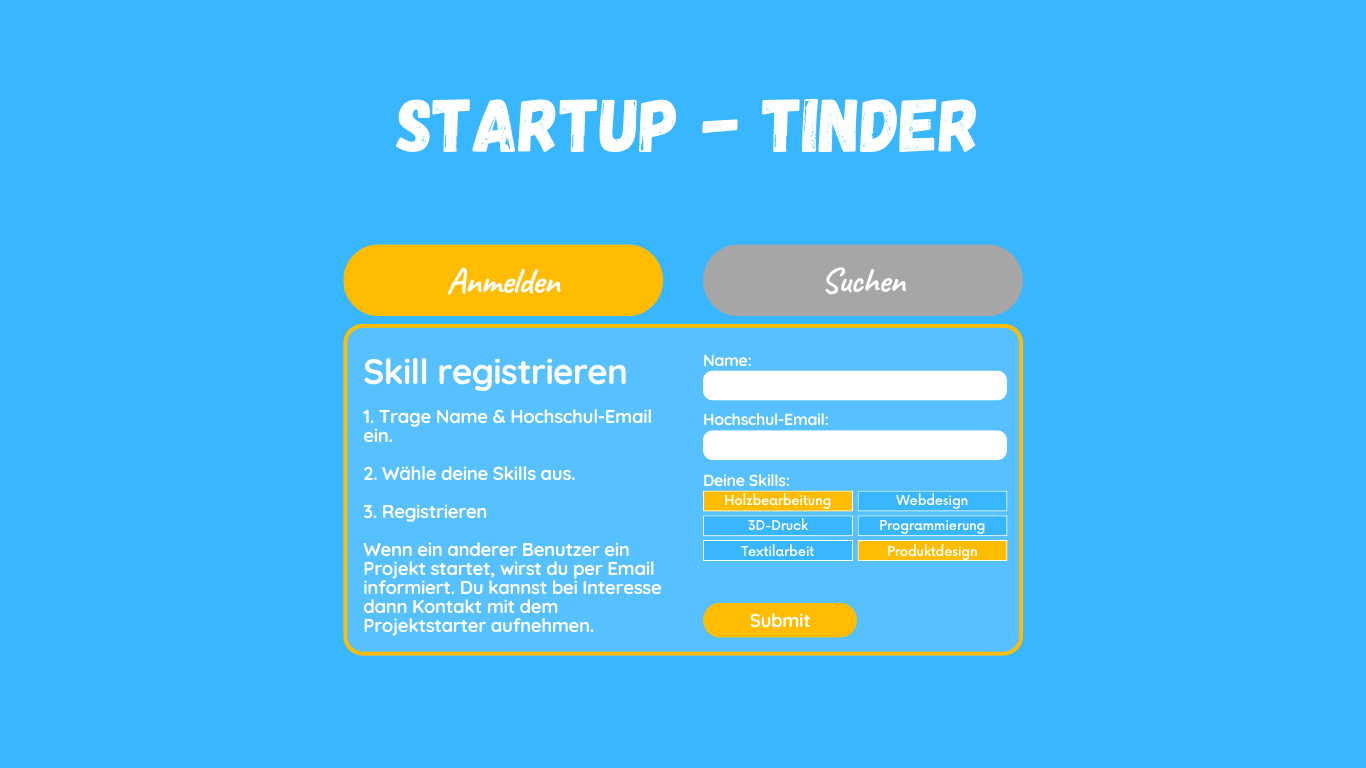 STARTUP - TINDER
Anmelden
Suchen
Skill registrieren
1. Trage Name & Hochschul-Email
ein.
2. Wähle deine Skills aus.
3. Registrieren
Wenn ein anderer Benutzer ein
Projekt startet, wirst du per Email
informiert. Du kannst bei Interesse
dann Kontakt mit dem
Projektstarter aufnehmen.
Name:
Hochschul-Email:
Deine Skills:
Holzbearbeitung
Webdesign
3D-Druck
Programmierung
Textilarbeit
Produktdesign
Submit